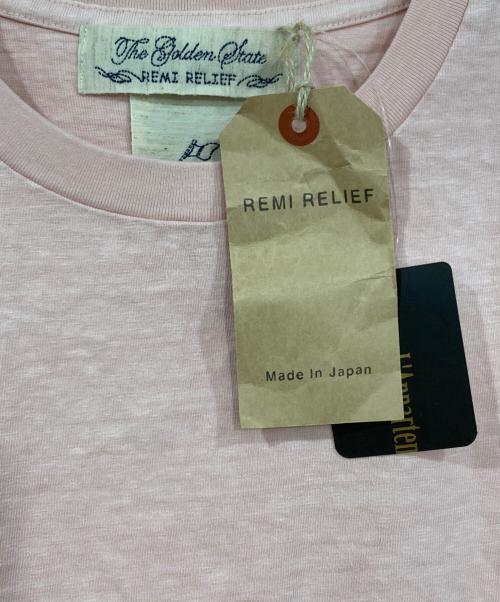 The Golden State
REMI RELIEF
REMI RELIEF
Made In Japan